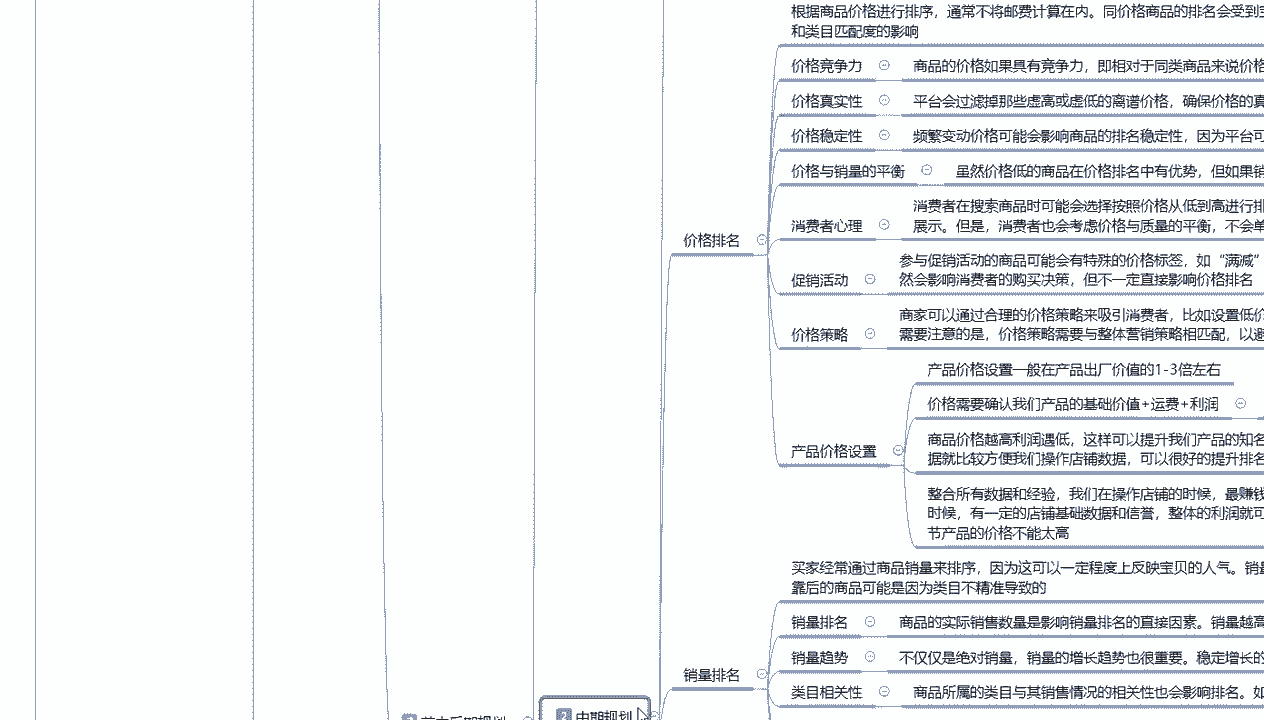 根据商品价格进行排序，通常不将邮费计算在内。同价格商品的排名会受到
和类目匹配度的影响
价格竞争力
商品的价格如果具有竞争力，即相对于同类商品来说价格
价格真实性
平台会过滤掉那些虚高或虚低的离谱价格，确保价格的真
价格稳定性
频繁变动价格可能会影响商品的排名稳定性，因为平台可
价格与销量的平衡
虽然价格低的商品在价格排名中有优势，但如果销
消费者在搜索商品时可能会选择按照价格从低到高进行排
消费者心理
展示。但是，消费者也会考虑价格与质量的平衡，不会单
价格排名
参与促销活动的商品可能会有特殊的价格标签，如“满减”
促销活动
然会影响消费者的购买决策，但不一定直接影响价格排名
商家可以通过合理的价格策略来吸引消费者，比如设置低价
价格策略
需要注意的是，价格策略需要与整体营销策略相匹配，以避
产品价格设置一般在产品出厂价值的1-3倍左右
价格需要确认我们产品的基础价值+运费+利润
商品价格越高利润遇低，这样可以提升我们产品的知名
产品价格设置
据就比较方便我们操作店铺数据，可以很好的提升排名
整合所有数据和经验，我们在操作店铺的时候，最赚钱
时候，有一定的店铺基础数据和信誉，整体的利润就可
节产品的价格不能太高
买家经常通过商品销量来排序，因为这可以一定程度上反映宝贝的人气。销量
靠后的商品可能是因为类目不精准导致的
销量排名
商品的实际销售数量是影响销量排名的直接因素。销量越高
销量趋势
不仅仅是绝对销量，销量的增长趋势也很重要。稳定增长的
销量排名
类目相关性
商品所属的类目与其销售情况的相关性也会影响排名。如
2 中期规划